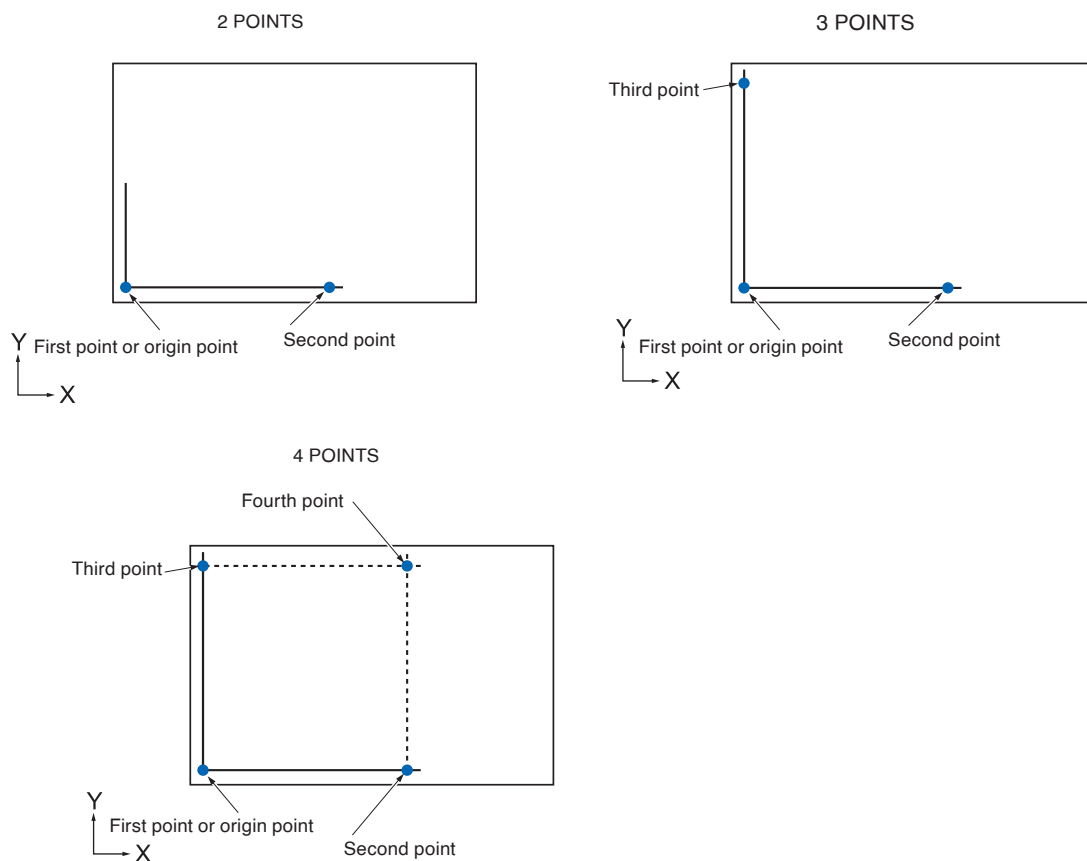 2 POINTS
Y
First point or origin point
Second point
X
3 POINTS
Third point
Y
First point or origin point
Second point
X
4 POINTS
Fourth point
Third point
Y
First point or origin point
X
Second point